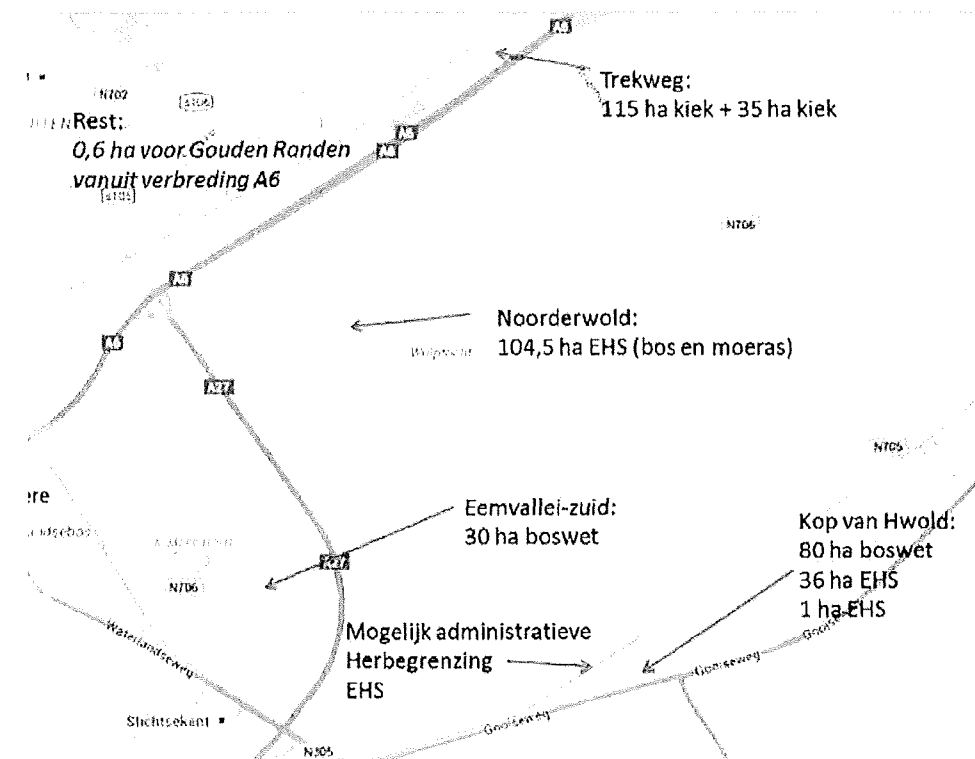 A6
Trekweg:
115 ha kiek + 35 ha kiek
N702
s106
Rest:
0,6 ha voor Gouden Randen
vanuit verbreding A6
A6
A6
N706
A6
Noorderwold:
104,5 ha EHS (bos en moeras)
A6
A27
N705
Eemvallei-zuid:
30 ha boswet
Kop van Hwold:
80 ha boswet
36 ha EHS
1 ha EHS
A27
N706
Mogelijk administratieve
Herbegrenzing
EHS
Waterlandseweg
Gooiseweg
Gooiseweg
Stichtsekant
N305